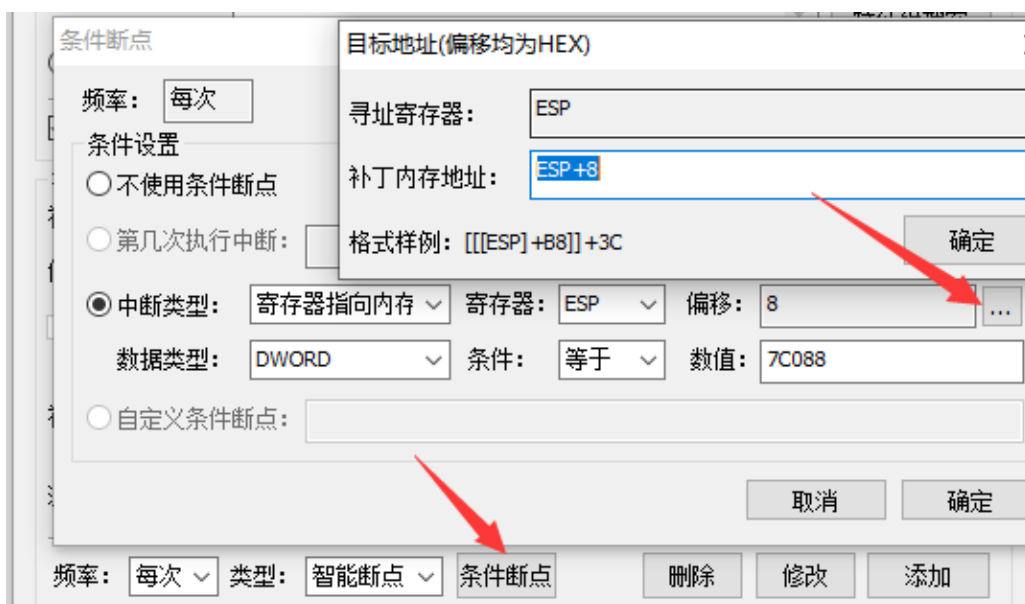 条件断点
目标地址(偏移均为HEX)
频率: 每次
寻址寄存器: ESP
条件设置
补丁内存地址: ESP+8
不使用条件断点
第几次执行中断:
格式样例: [[[ESP]+B8]]+3C
确定
中断类型: 寄存器指向内存 寄存器: ESP 偏移: 8 ...
数据类型: DWORD 条件: 等于 数值: 7C088
自定义条件断点:
取消 确定
频率: 每次 类型: 智能断点 条件断点 删除 修改 添加